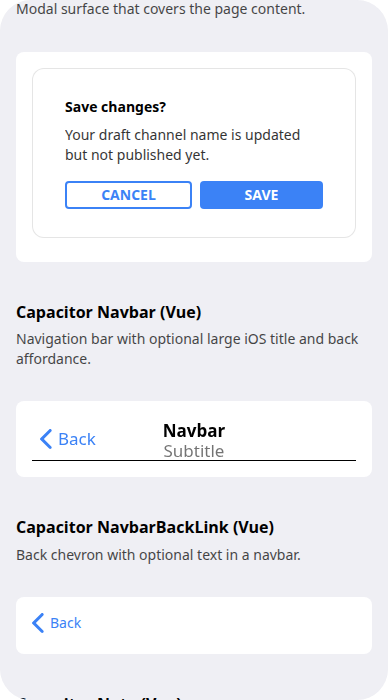 Modal surface that covers the page content.
Save changes?
Your draft channel name is updated
but not published yet.
CANCEL
SAVE
Capacitor Navbar (Vue)
Navigation bar with optional large iOS title and back
affordance.
Back
Navbar
Subtitle
Capacitor NavbarBackLink (Vue)
Back chevron with optional text in a navbar.
Back